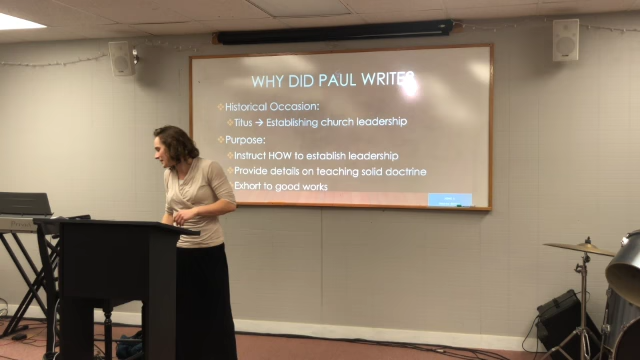 WHY DID PAUL WRITE?
Historical Occasion:
Titus → Establishing church leadership
Purpose:
Instruct HOW to establish leadership
Provide details on teaching solid doctrine
Exhort to good works